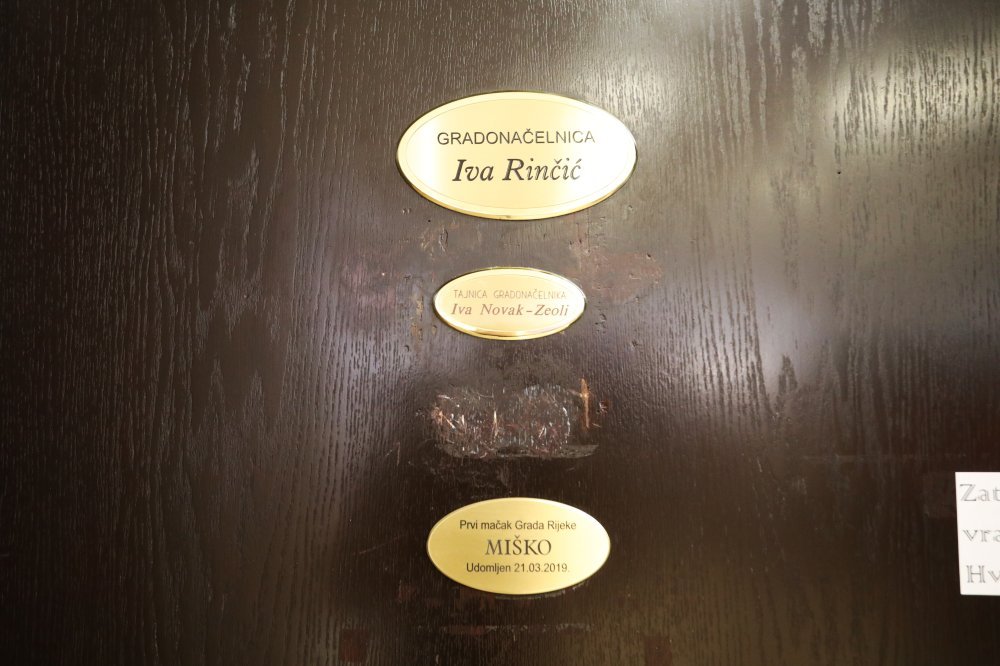 GRADONAČELNICA
Iva Rinčić
TAJNICA GRADONAČELNIKA
Iva Novak-Zeoli
Prvi mačak Grada Rijeke
MIŠKO
Udomljen 21.03.2019.